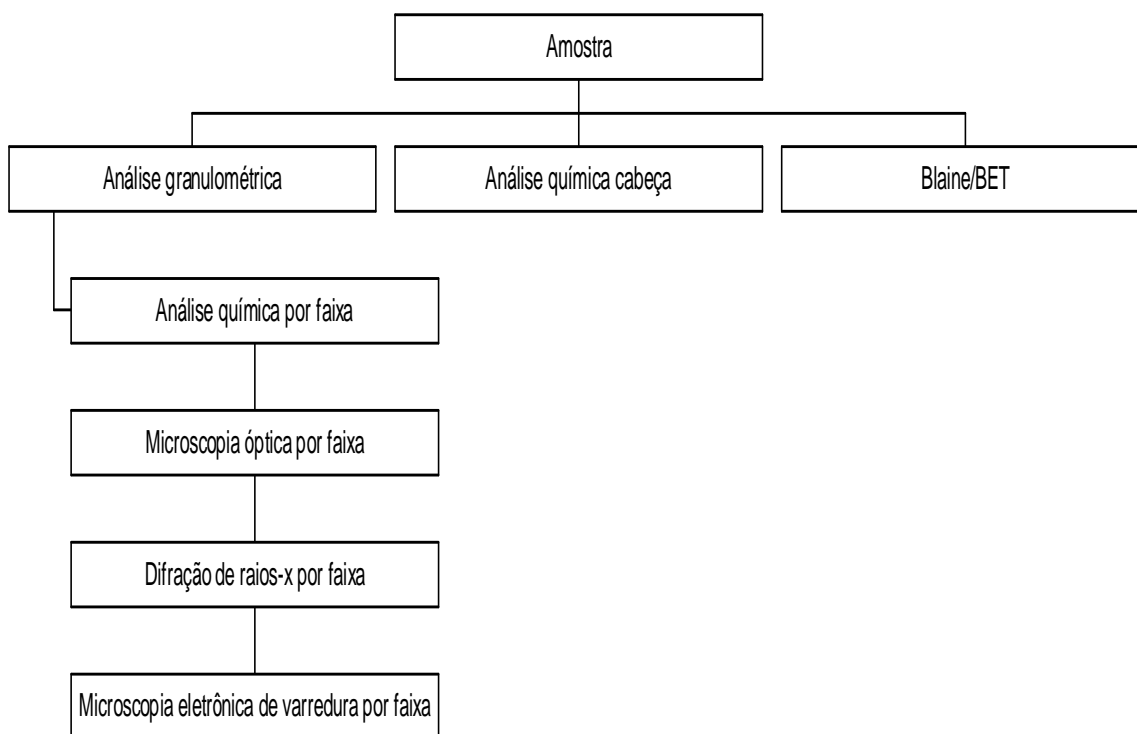 Amostra
Análise granulométrica
Análise química cabeça
Blaine/BET
Análise química por faixa
Microscopia óptica por faixa
Difração de raios-x por faixa
Microscopia eletrônica de varredura por faixa